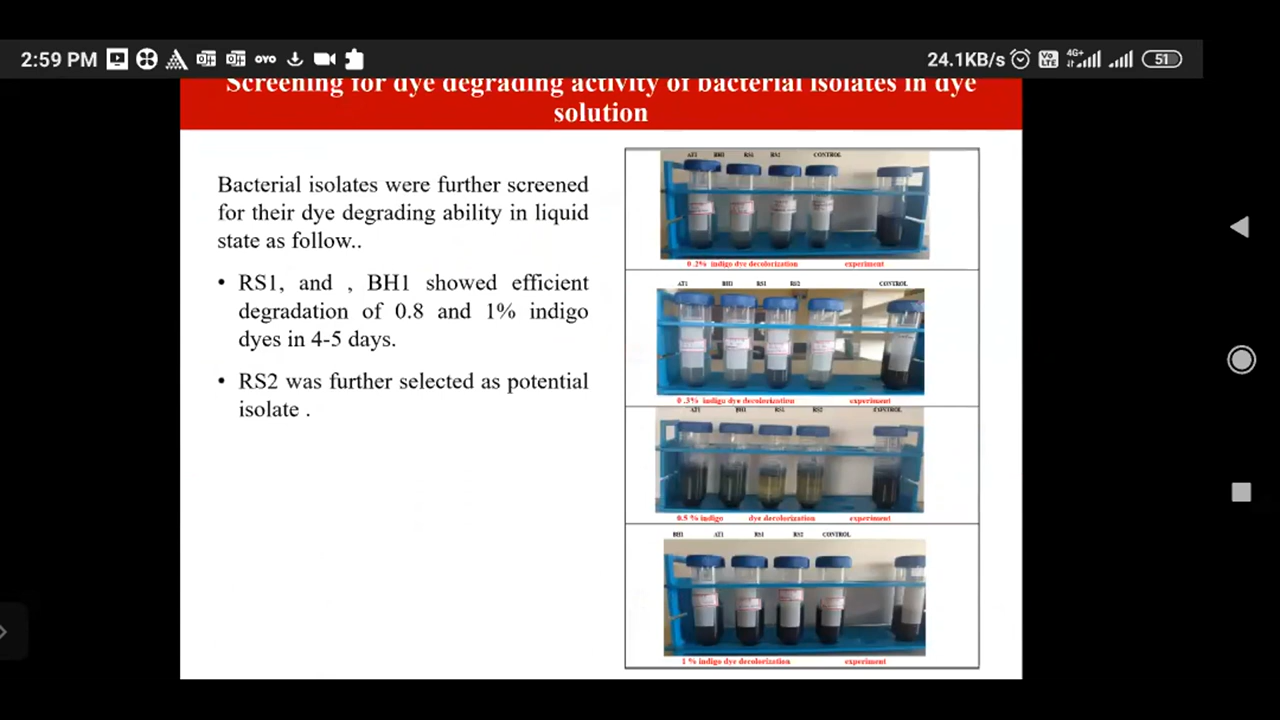 2:59 PM
24.1KB/s
4G+
51
Screening for dye degrading activity of bacterial isolates in dye
solution
Bacterial isolates were further screened
for their dye degrading ability in liquid
state as follow..
• RS1, and , BH1 showed efficient
degradation of 0.8 and 1% indigo
dyes in 4-5 days.
• RS2 was further selected as potential
isolate .
AT1 BH1 RS1 RS2 CONTROL
0.2% indigo dye decolorization experiment
AT1 BH1 RS1 RS2 CONTROL
0.3% indigo dye decolorization experiment
AT1 BH1 RS1 RS2 CONTROL
0.5 % indigo dye decolorization experiment
BH1 AT1 RS1 RS2 CONTROL
1 % indigo dye decolorization experiment